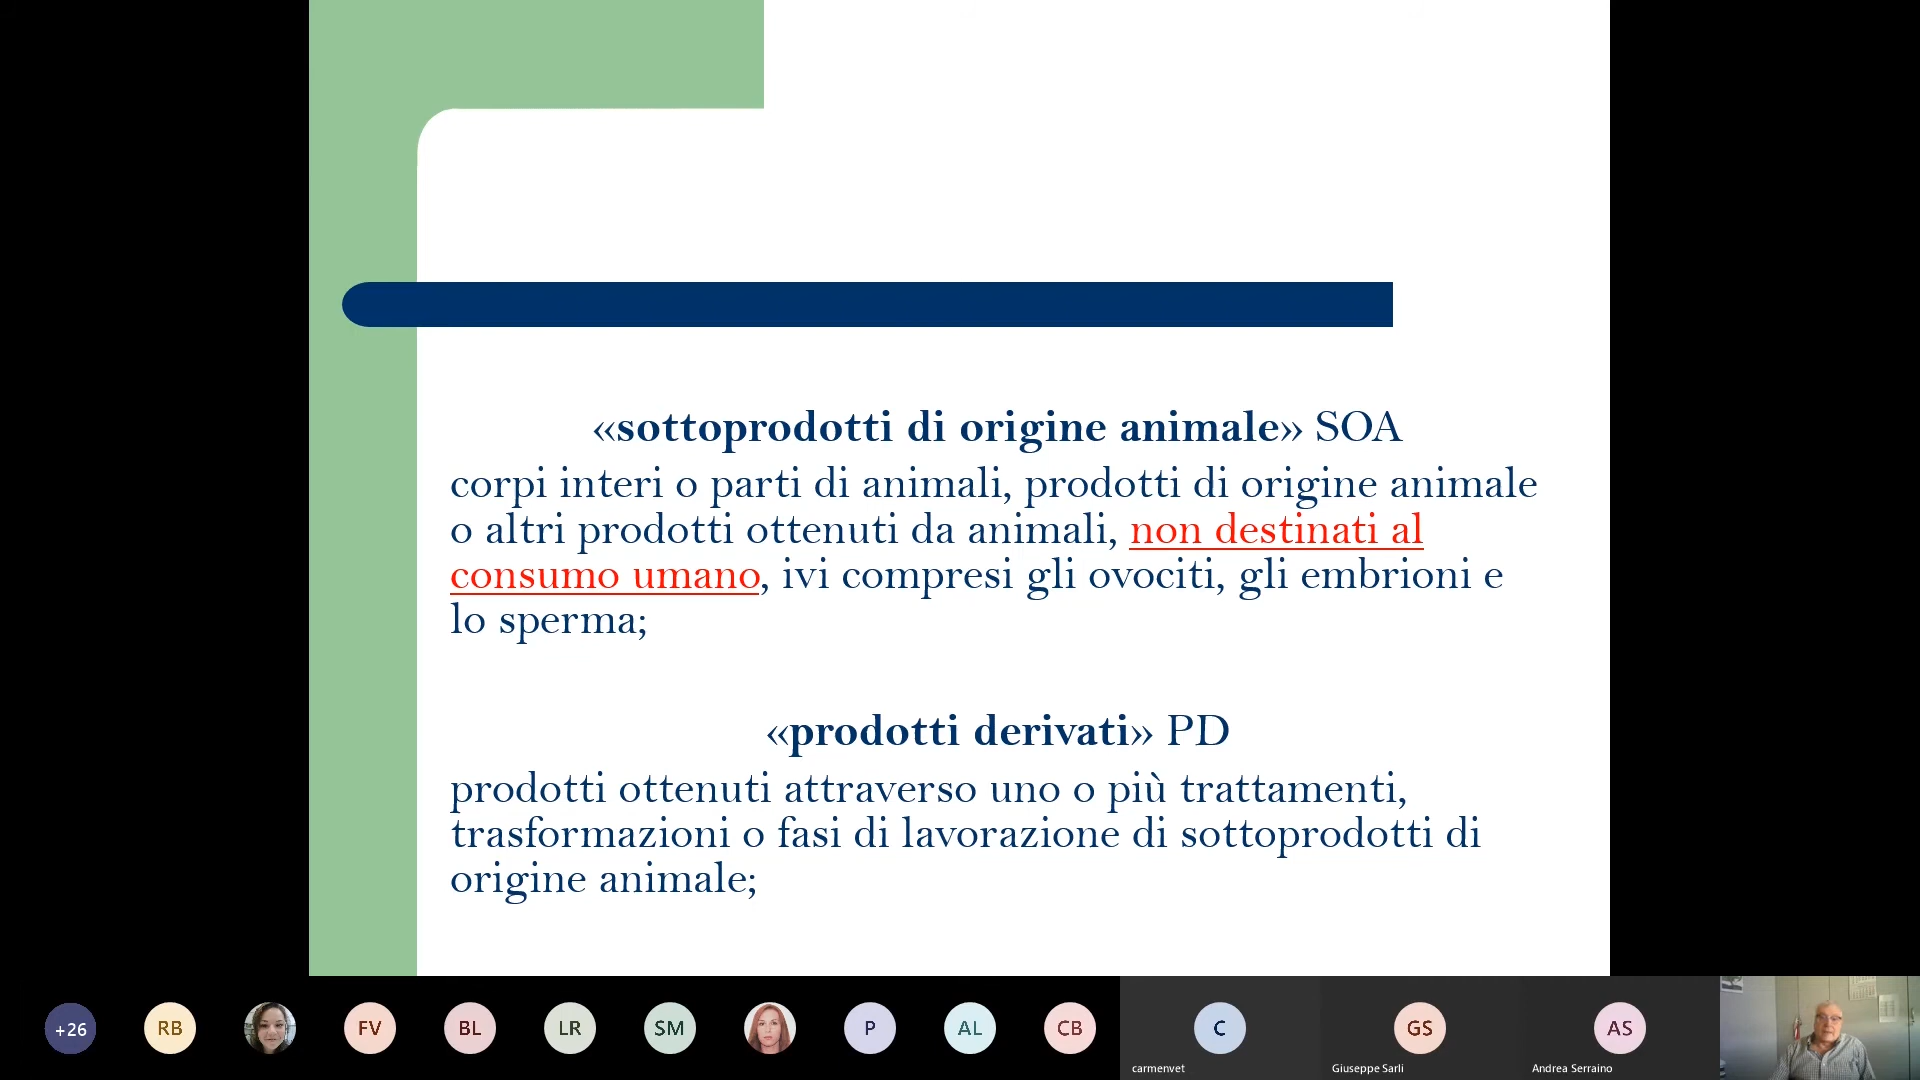 «sottoprodotti di origine animale» SOA
corpi interi o parti di animali, prodotti di origine animale
o altri prodotti ottenuti da animali, non destinati al
consumo umano, ivi compresi gli ovociti, gli embrioni e
lo sperma;
«prodotti derivati» PD
prodotti ottenuti attraverso uno o più trattamenti,
trasformazioni o fasi di lavorazione di sottoprodotti di
origine animale;
+26 RB FV BL LR SM P AL CB C GS AS
carmenvet Giuseppe Sarli Andrea Serraino